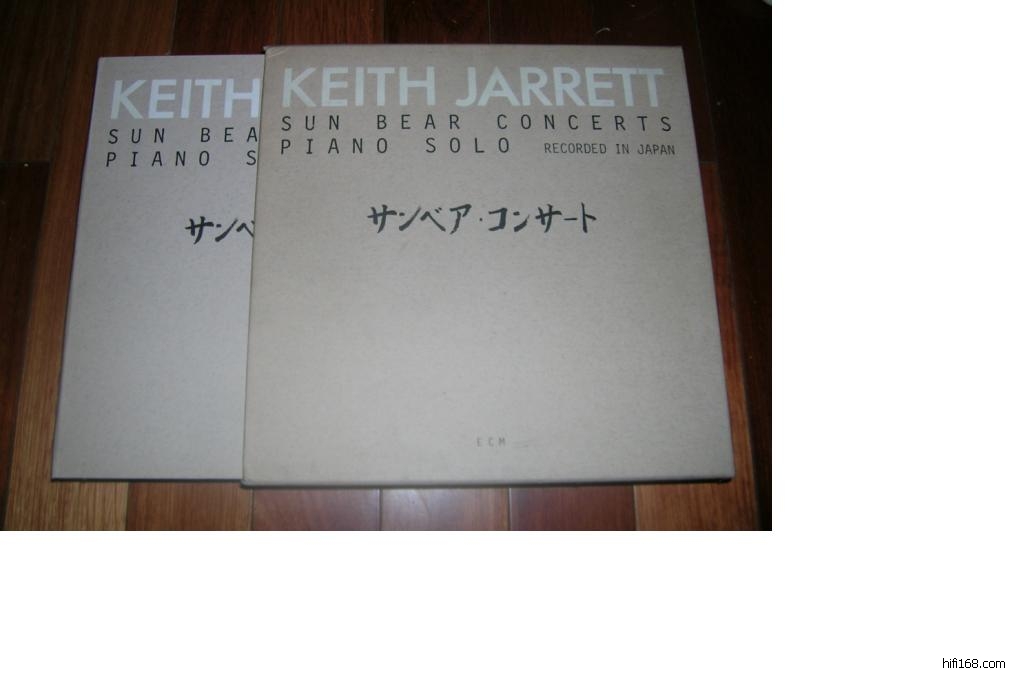 KEITH
SUN BEA
PIANO S
サンベ
KEITH JARRETT
SUN BEAR CONCERTS
PIANO SOLO RECORDED IN JAPAN
サンベア・コンサート
ECM
hifi168.com